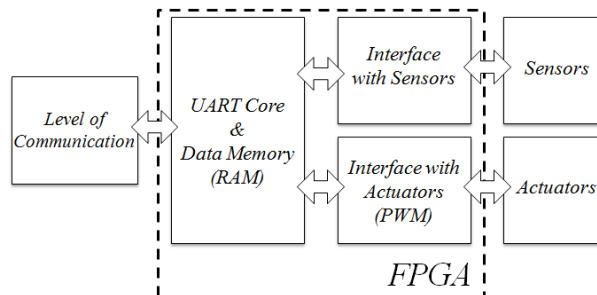 Level of
Communication
UART Core
&
Data Memory
(RAM)
Interface
with Sensors
Sensors
Interface with
Actuators
(PWM)
Actuators
FPGA